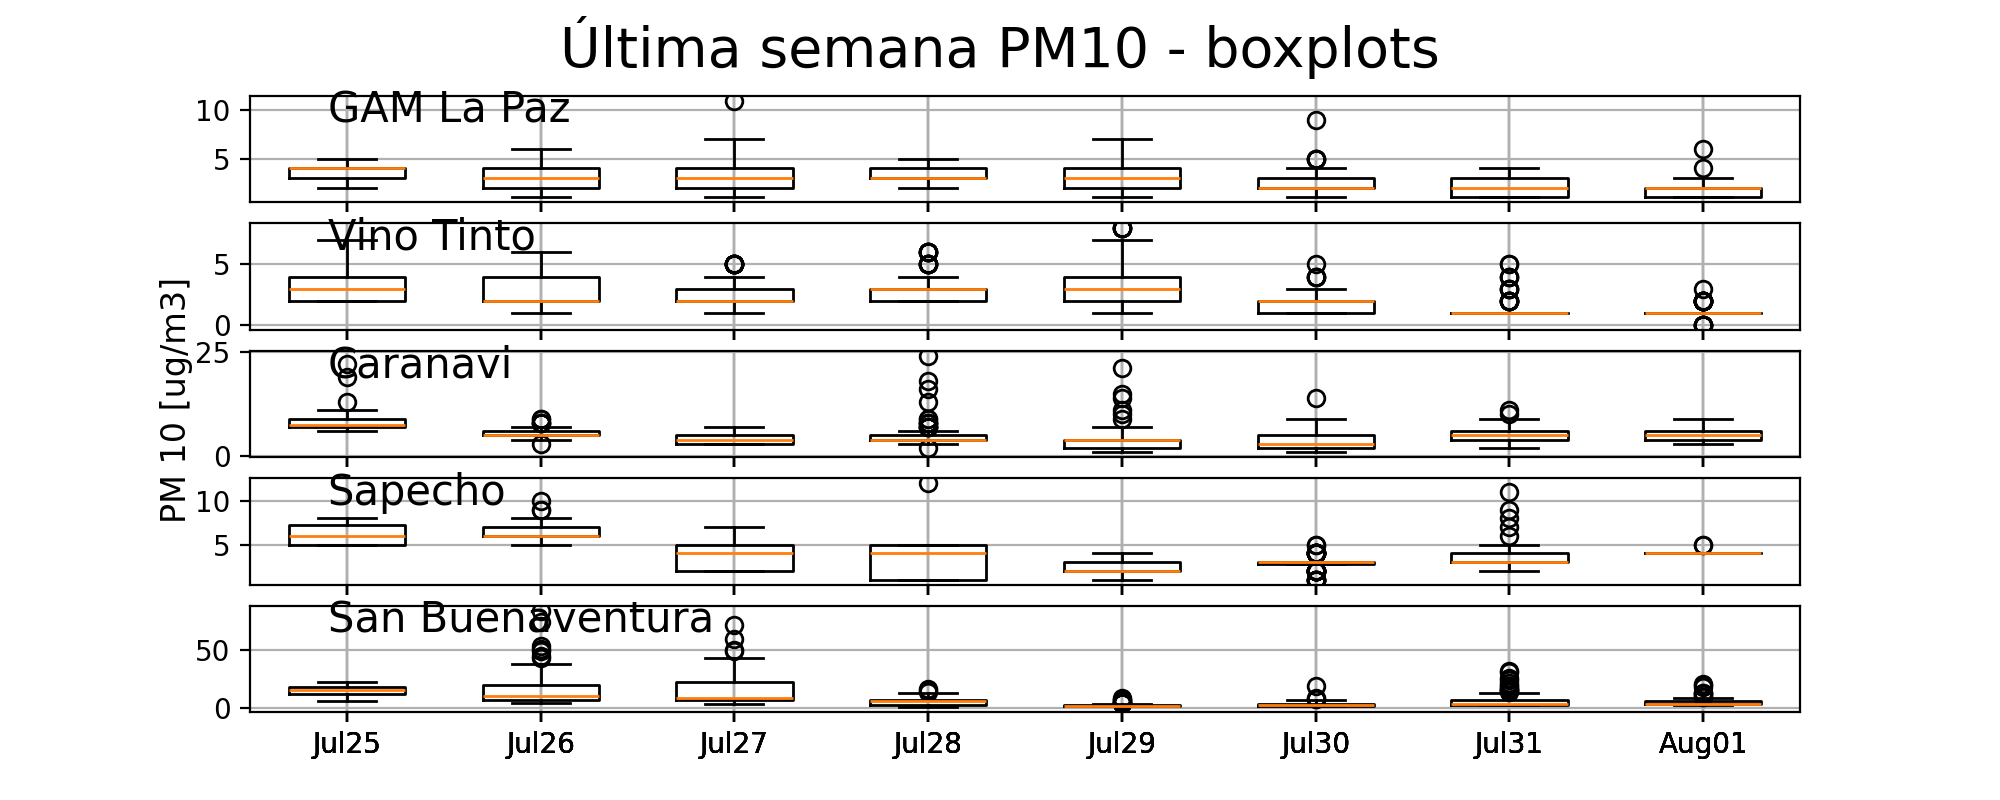 Última semana PM10 - boxplots
PM 10 [ug/m3]
GAM La Paz
10
5
Vino Tinto
5
0
Caranavi
25
0
Sapecho
10
5
San Buenaventura
50
0
Jul25 Jul26 Jul27 Jul28 Jul29 Jul30 Jul31 Aug01